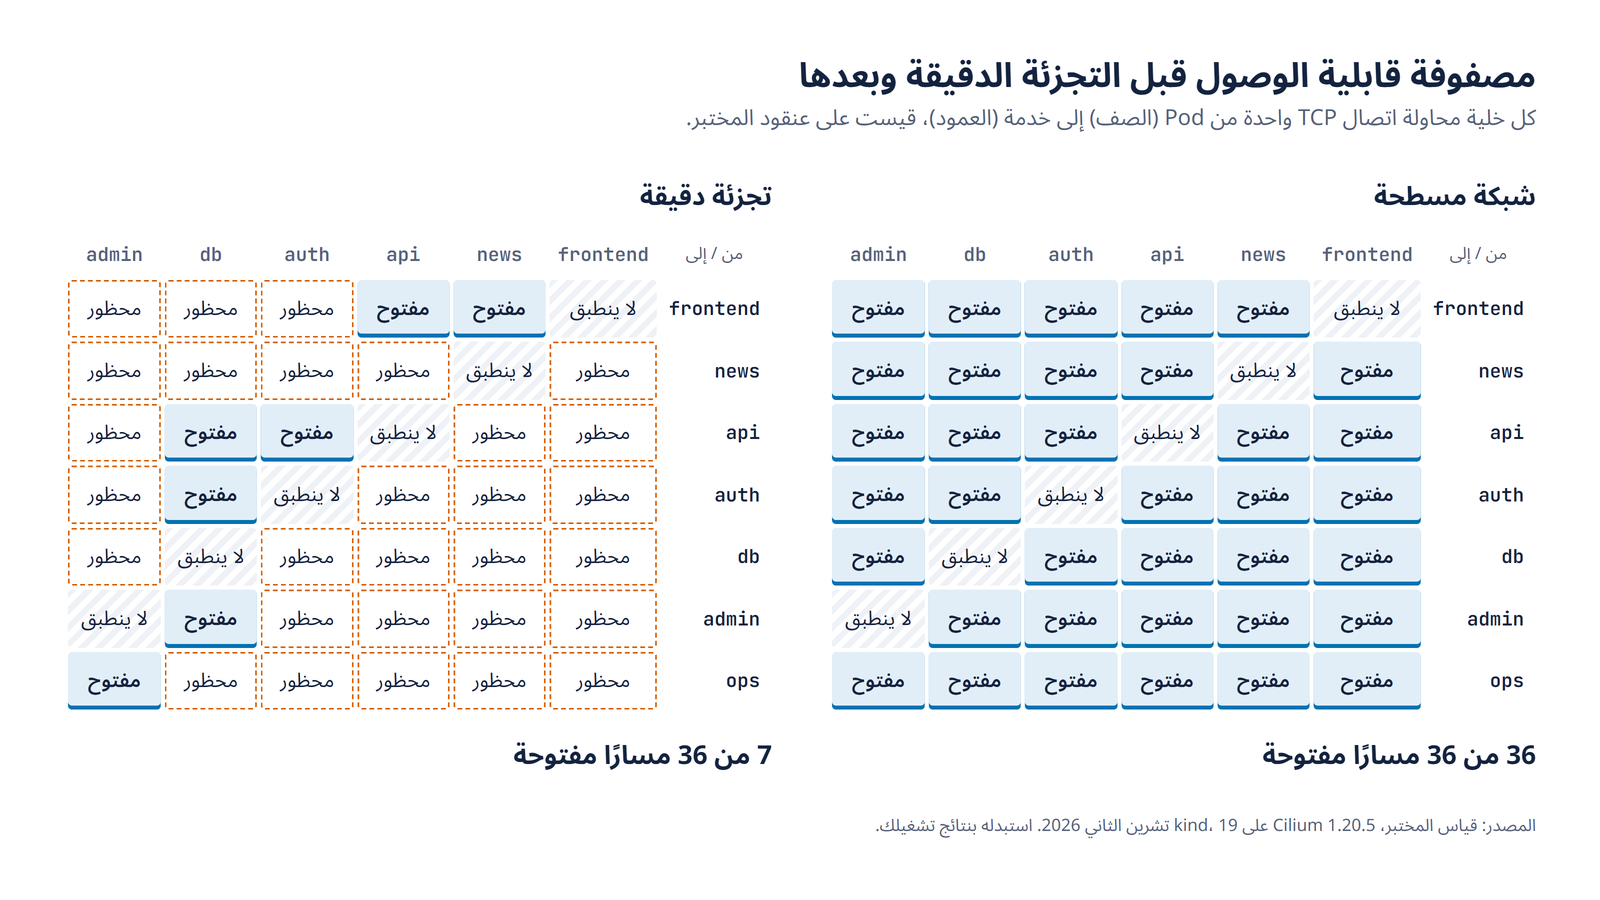 مصفوفة قابلية الوصول قبل التجزئة الدقيقة وبعدها
كل خلية محاولة اتصال TCP واحدة من Pod (الصف) إلى خدمة (العمود)، قيست على عنقود المختبر.
شبكة مسطحة
من / إلى frontend news api auth db admin
frontend لا ينطبق مفتوح مفتوح مفتوح مفتوح مفتوح
news مفتوح لا ينطبق مفتوح مفتوح مفتوح مفتوح
api مفتوح مفتوح لا ينطبق مفتوح مفتوح مفتوح
auth مفتوح مفتوح مفتوح لا ينطبق مفتوح مفتوح
db مفتوح مفتوح مفتوح مفتوح لا ينطبق مفتوح
admin مفتوح مفتوح مفتوح مفتوح مفتوح لا ينطبق
ops مفتوح مفتوح مفتوح مفتوح مفتوح مفتوح
36 من 36 مسارًا مفتوحة
تجزئة دقيقة
من / إلى frontend news api auth db admin
frontend لا ينطبق مفتوح مفتوح محظور محظور محظور
news محظور لا ينطبق محظور محظور محظور محظور
api محظور محظور لا ينطبق مفتوح مفتوح محظور
auth محظور محظور محظور لا ينطبق مفتوح محظور
db محظور محظور محظور محظور لا ينطبق محظور
admin محظور محظور محظور محظور مفتوح لا ينطبق
ops محظور محظور محظور محظور محظور مفتوح
7 من 36 مسارًا مفتوحة
المصدر: قياس المختبر، Cilium 1.20.5 على kind، 19 تشرين الثاني 2026. استبدله بنتائج تشغيلك.